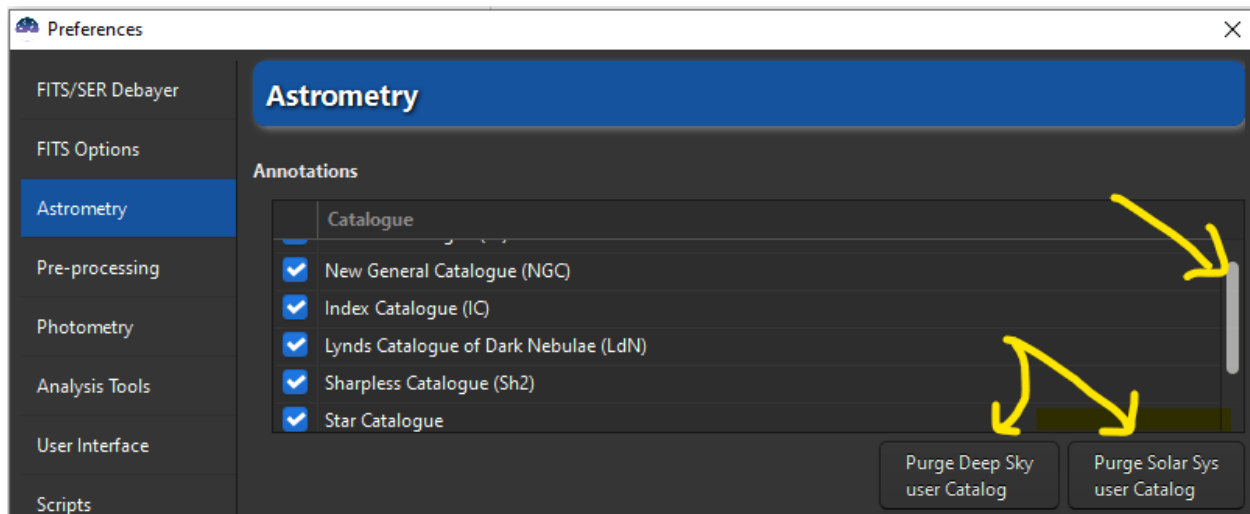 Preferences
FITS/SER Debayer
FITS Options
Astrometry
Pre-processing
Photometry
Analysis Tools
User Interface
Scripts
Astrometry
Annotations
Catalogue
New General Catalogue (NGC)
Index Catalogue (IC)
Lynds Catalogue of Dark Nebulae (LdN)
Sharpless Catalogue (Sh2)
Star Catalogue
Purge Deep Sky
user Catalog
Purge Solar Sys
user Catalog